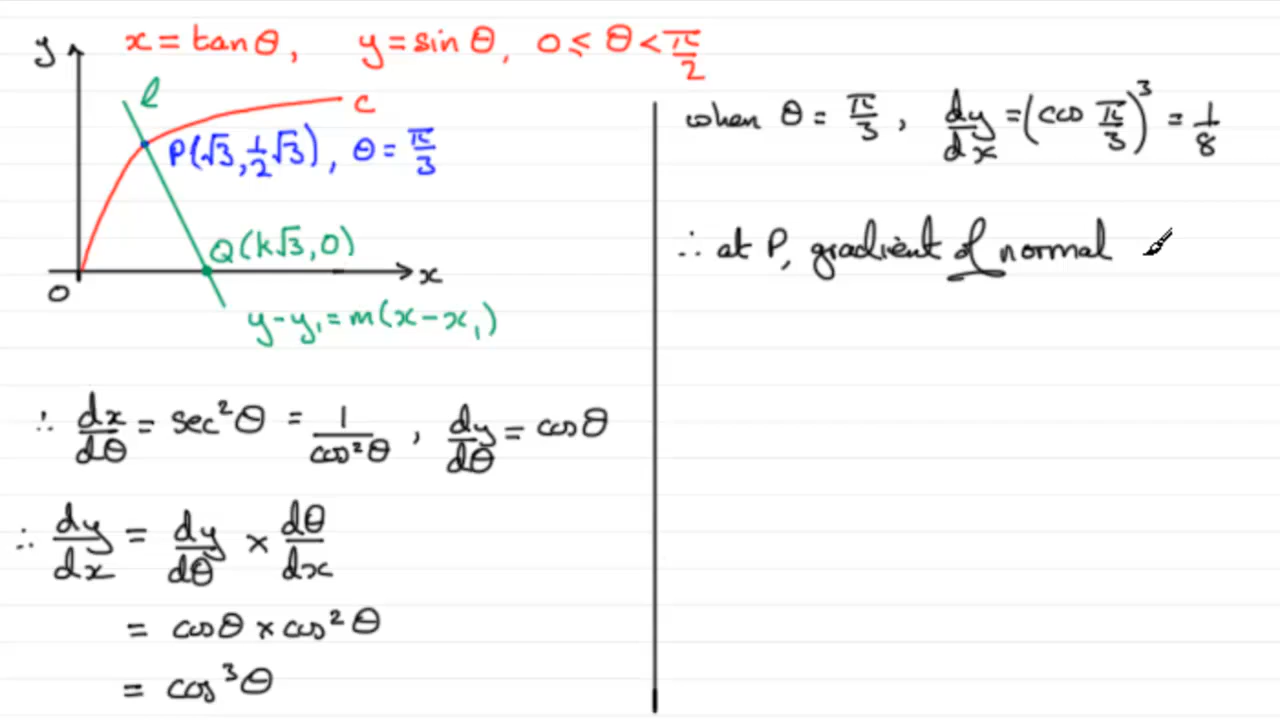 x = tanθ, y = sinθ, 0 ≤ θ < π/2
y
l
C
P(√3, 1/2√3), θ = π/3
Q(k√3, 0)
O
x
y - y₁ = m(x - x₁)
∴ dx/dθ = sec²θ = 1/cos²θ, dy/dθ = cosθ
∴ dy/dx = dy/dθ × dθ/dx
= cosθ × cos²θ
= cos³θ
when θ = π/3, dy/dx = (cos π/3)³ = 1/8
∴ at P, gradient of normal